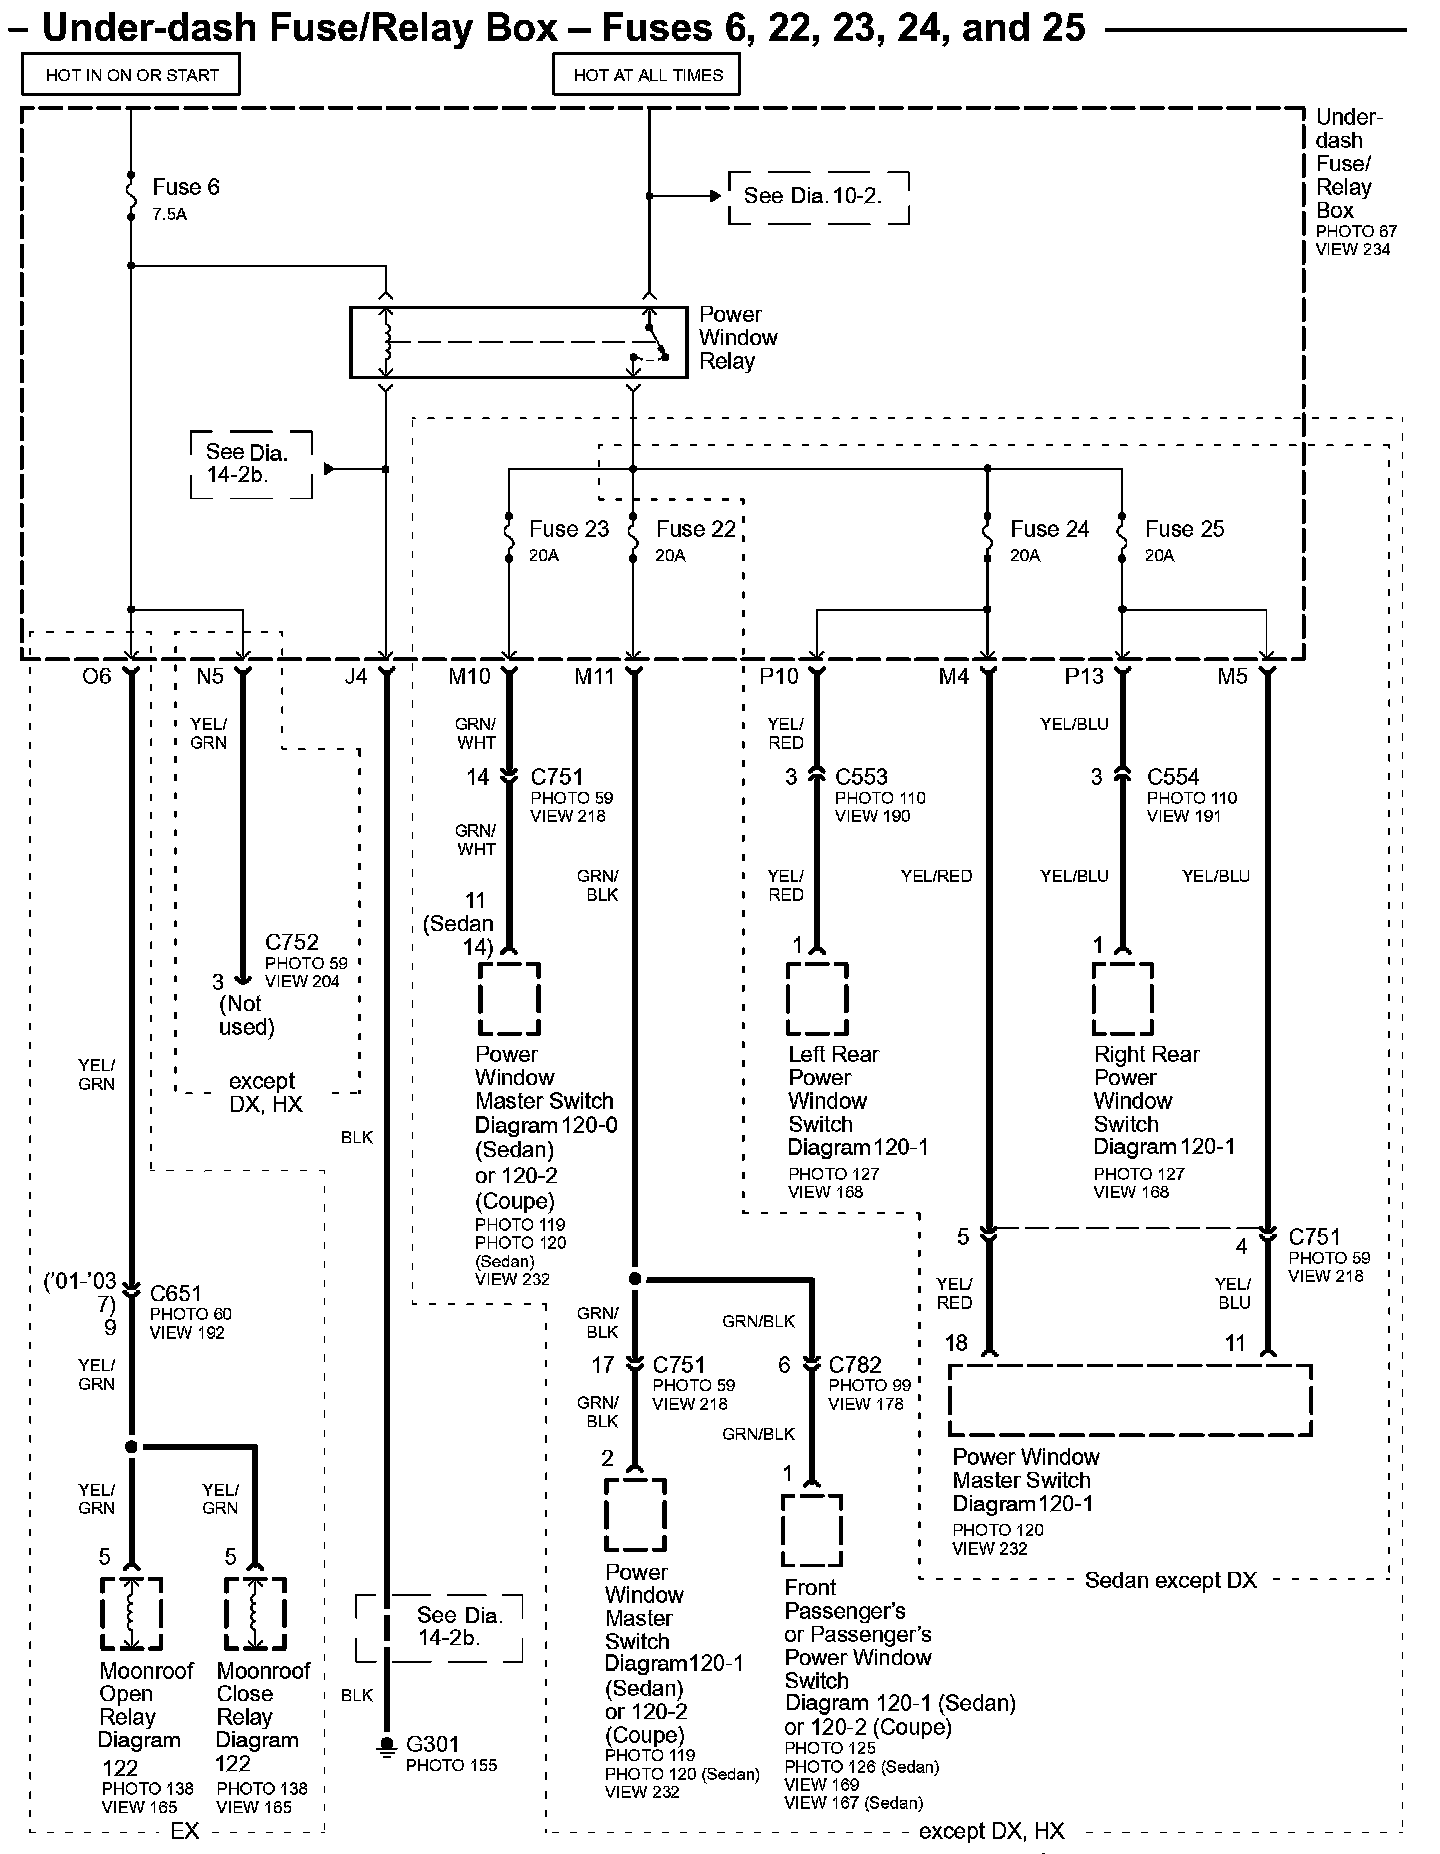 – Under-dash Fuse/Relay Box – Fuses 6, 22, 23, 24, and 25
HOT IN ON OR START
HOT AT ALL TIMES
Under-
dash
Fuse/
Relay
Box
PHOTO 67
VIEW 234
Fuse 6
7.5A
See Dia. 10-2.
Power
Window
Relay
See Dia.
14-2b.
Fuse 23
20A
Fuse 22
20A
Fuse 24
20A
Fuse 25
20A
O6
N5
J4
M10
M11
P10
M4
P13
M5
YEL/
GRN
GRN/
WHT
YEL/
RED
YEL/BLU
14
C751
PHOTO 59
VIEW 218
3
C553
PHOTO 110
VIEW 190
3
C554
PHOTO 110
VIEW 191
GRN/
WHT
GRN/
BLK
YEL/
RED
YEL/RED
YEL/BLU
YEL/BLU
11
(Sedan
14)
1
1
C752
PHOTO 59
VIEW 204
3
(Not
used)
YEL/
GRN
except
DX, HX
BLK
Power
Window
Master Switch
Diagram 120-0
(Sedan)
or 120-2
(Coupe)
PHOTO 119
PHOTO 120
(Sedan)
VIEW 232
Left Rear
Power
Window
Switch
Diagram 120-1
PHOTO 127
VIEW 168
Right Rear
Power
Window
Switch
Diagram 120-1
PHOTO 127
VIEW 168
5
4
C751
PHOTO 59
VIEW 218
('01-'03
7)
9
C651
PHOTO 60
VIEW 192
YEL/
GRN
GRN/
BLK
GRN/BLK
YEL/
RED
YEL/
BLU
17
C751
PHOTO 59
VIEW 218
6
C782
PHOTO 99
VIEW 178
18
11
GRN/
BLK
GRN/BLK
2
1
Power Window
Master Switch
Diagram 120-1
PHOTO 120
VIEW 232
Sedan except DX
YEL/
GRN
YEL/
GRN
5
5
Moonroof
Open
Relay
Diagram
122
PHOTO 138
VIEW 165
Moonroof
Close
Relay
Diagram
122
PHOTO 138
VIEW 165
EX
See Dia.
14-2b.
BLK
G301
PHOTO 155
Power
Window
Master
Switch
Diagram 120-1
(Sedan)
or 120-2
(Coupe)
PHOTO 119
PHOTO 120 (Sedan)
VIEW 232
Front
Passenger's
or Passenger's
Power Window
Switch
Diagram 120-1 (Sedan)
or 120-2 (Coupe)
PHOTO 125
PHOTO 126 (Sedan)
VIEW 169
VIEW 167 (Sedan)
except DX, HX